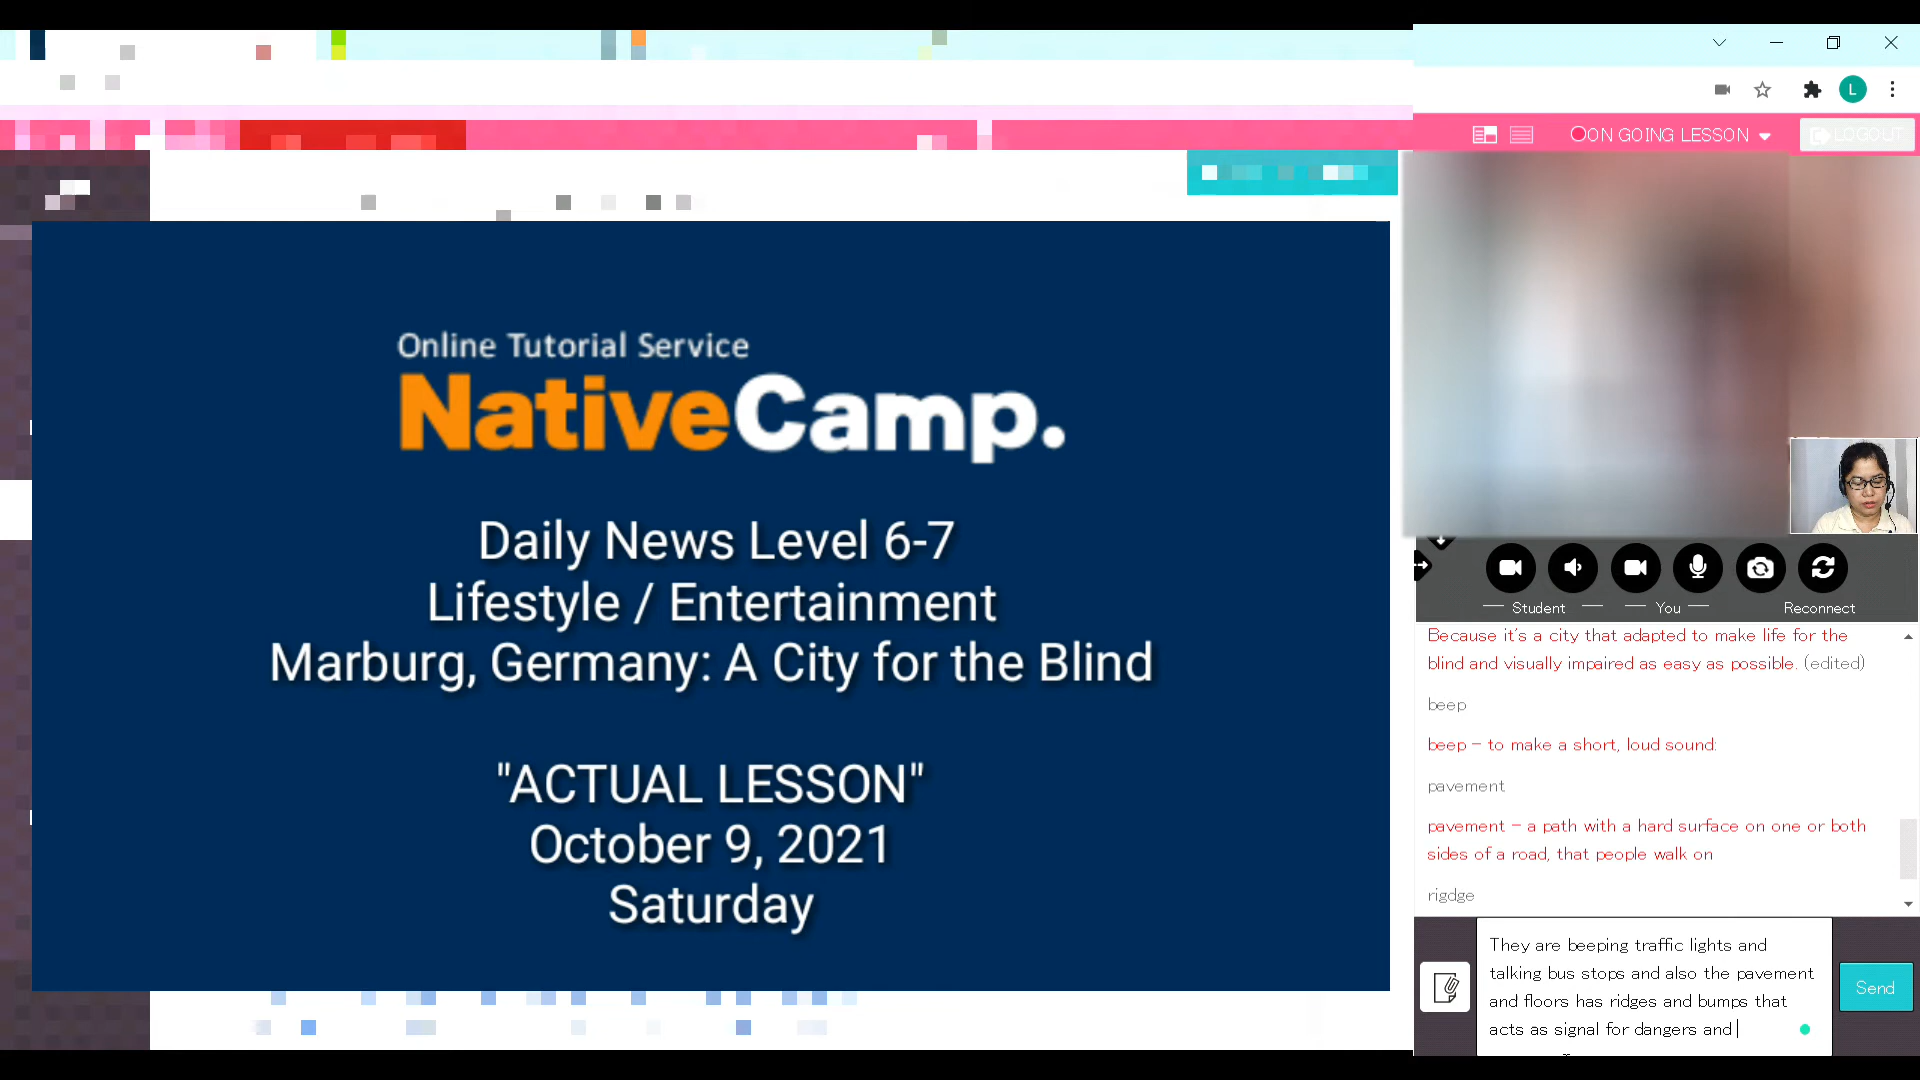 L
ON GOING LESSON
LOGOUT
Online Tutorial Service
NativeCamp.
Daily News Level 6-7
Lifestyle / Entertainment
Marburg, Germany: A City for the Blind
"ACTUAL LESSON"
October 9, 2021
Saturday
Student
You
Reconnect
Because it's a city that adapted to make life for the
blind and visually impaired as easy as possible. (edited)
beep
beep - to make a short, loud sound:
pavement
pavement - a path with a hard surface on one or both
sides of a road, that people walk on
rigdge
They are beeping traffic lights and
talking bus stops and also the pavement
and floors has ridges and bumps that
acts as signal for dangers and
Send